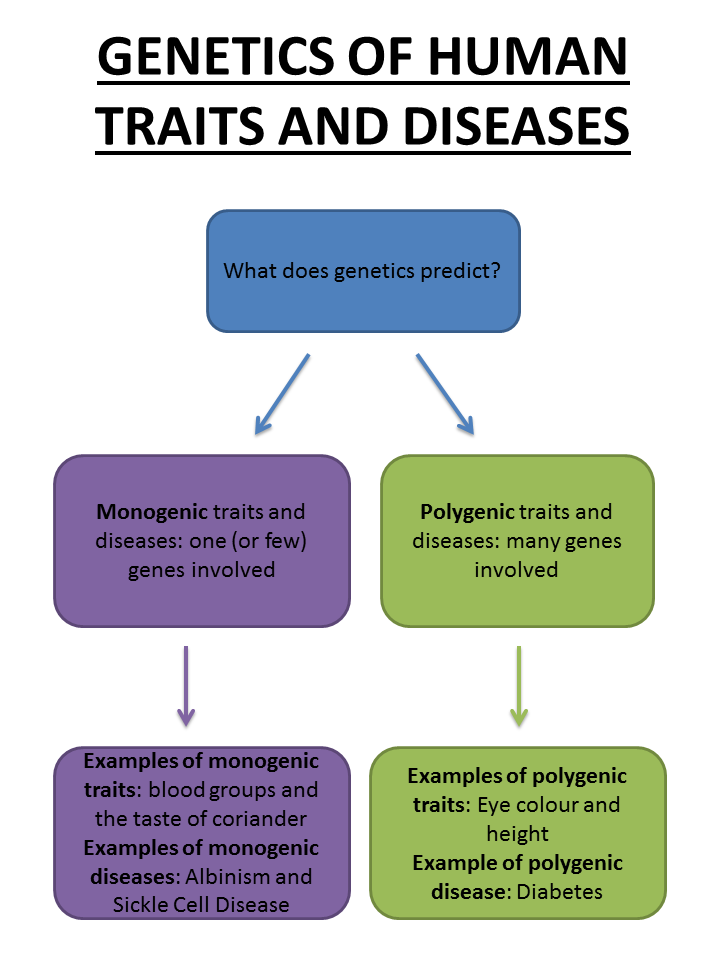 GENETICS OF HUMAN
TRAITS AND DISEASES
What does genetics predict?
Monogenic traits and
diseases: one (or few)
genes involved
Polygenic traits and
diseases: many genes
involved
Examples of monogenic
traits: blood groups and
the taste of coriander
Examples of monogenic
diseases: Albinism and
Sickle Cell Disease
Examples of polygenic
traits: Eye colour and
height
Example of polygenic
disease: Diabetes